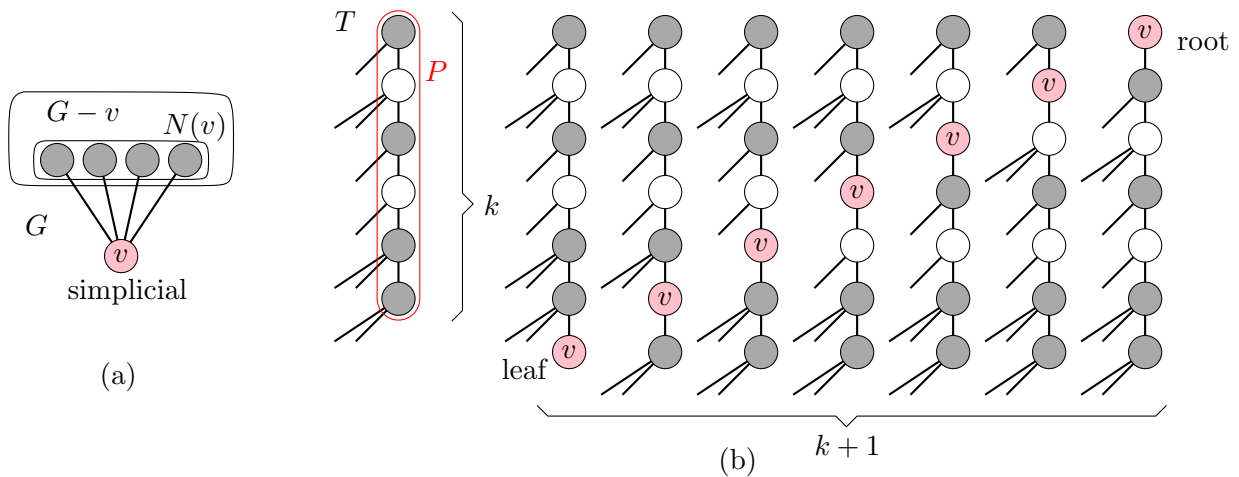 G − v
N(v)
G
v
simplicial
(a)
T
P
k
v
v
v
v
v
v
v
root
leaf
k + 1
(b)